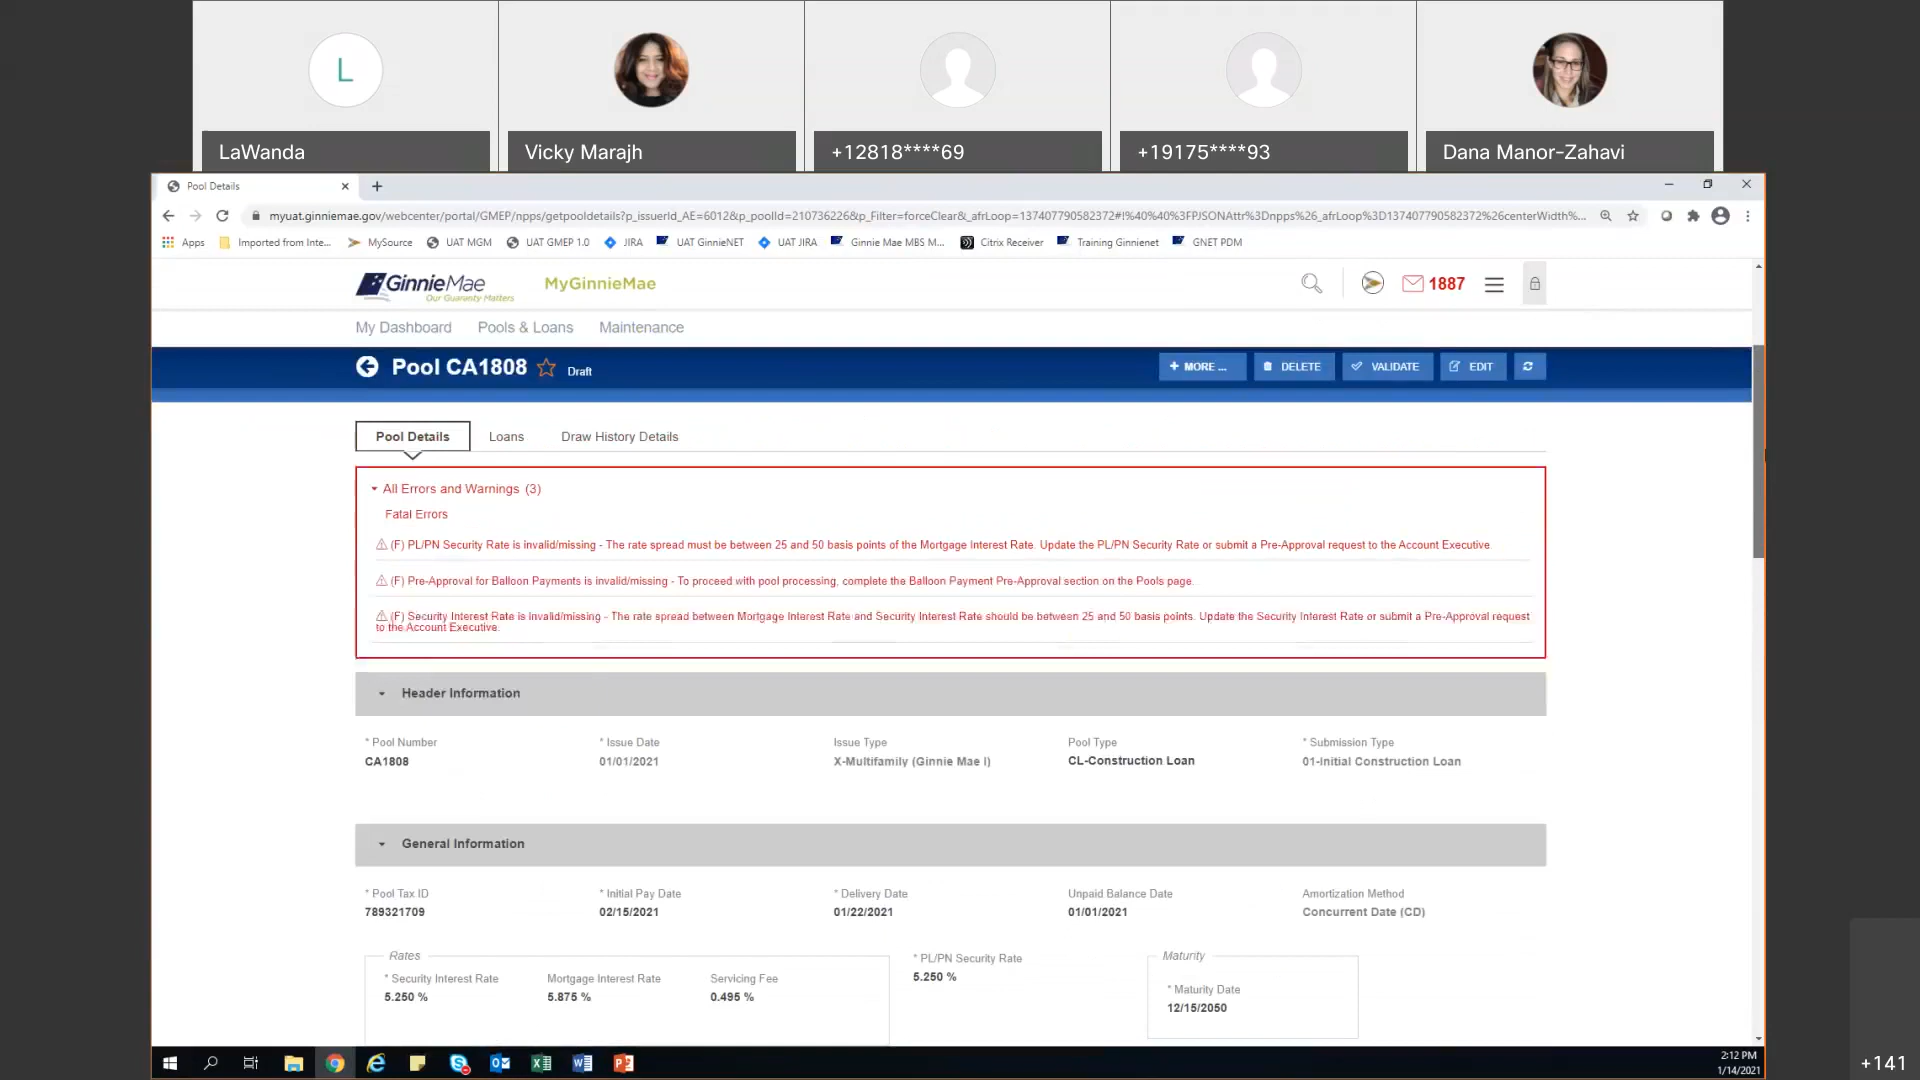 L
LaWanda
Vicky Marajh
+12818****69
+19175****93
Dana Manor-Zahavi
Pool Details
myuat.ginniemae.gov/webcenter/portal/GMEP/npps/getpooldetails?p_issuerId_AE=6012&p_poolId=210736226&p_Filter=forceClear&_afrLoop=137407790582372#!%40%40%3FPJSONAttr%3Dnpps%26_afrLoop%3D137407790582372%26centerWidth%...
Apps Imported from Inte... MySource UAT MGM UAT GMEP 1.0 JIRA UAT GinnieNET UAT JIRA Ginnie Mae MBS M... Citrix Receiver Training Ginnienet GNET PDM
GinnieMae
Our Guaranty Matters
MyGinnieMae
1887
My Dashboard Pools & Loans Maintenance
Pool CA1808 Draft
MORE ... DELETE VALIDATE EDIT
Pool Details Loans Draw History Details
All Errors and Warnings (3)
Fatal Errors
(F) PL/PN Security Rate is invalid/missing - The rate spread must be between 25 and 50 basis points of the Mortgage Interest Rate. Update the PL/PN Security Rate or submit a Pre-Approval request to the Account Executive
(F) Pre-Approval for Balloon Payments is invalid/missing - To proceed with pool processing, complete the Balloon Payment Pre-Approval section on the Pools page.
(F) Security Interest Rate is invalid/missing - The rate spread between Mortgage Interest Rate and Security Interest Rate should be between 25 and 50 basis points. Update the Security Interest Rate or submit a Pre-Approval request
to the Account Executive.
Header Information
* Pool Number * Issue Date Issue Type Pool Type * Submission Type
CA1808 01/01/2021 X-Multifamily (Ginnie Mae I) CL-Construction Loan 01-Initial Construction Loan
General Information
* Pool Tax ID * Initial Pay Date * Delivery Date Unpaid Balance Date Amortization Method
789321709 02/15/2021 01/22/2021 01/01/2021 Concurrent Date (CD)
Rates
* Security Interest Rate Mortgage Interest Rate Servicing Fee
5.250 % 5.875 % 0.495 %
* PL/PN Security Rate
5.250 %
Maturity
* Maturity Date
12/15/2050
2:12 PM
1/14/2021
+141